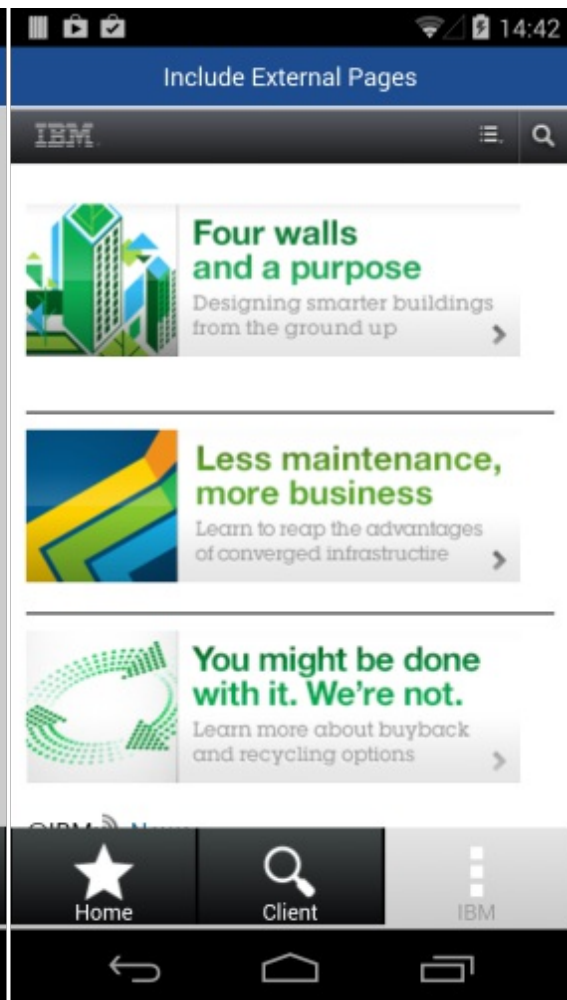 14:42
Include External Pages
IBM
Four walls
and a purpose
Designing smarter buildings
from the ground up
Less maintenance,
more business
Learn to reap the advantages
of converged infrastructire
You might be done
with it. We're not.
Learn more about buyback
and recycling options
Home
Client
IBM